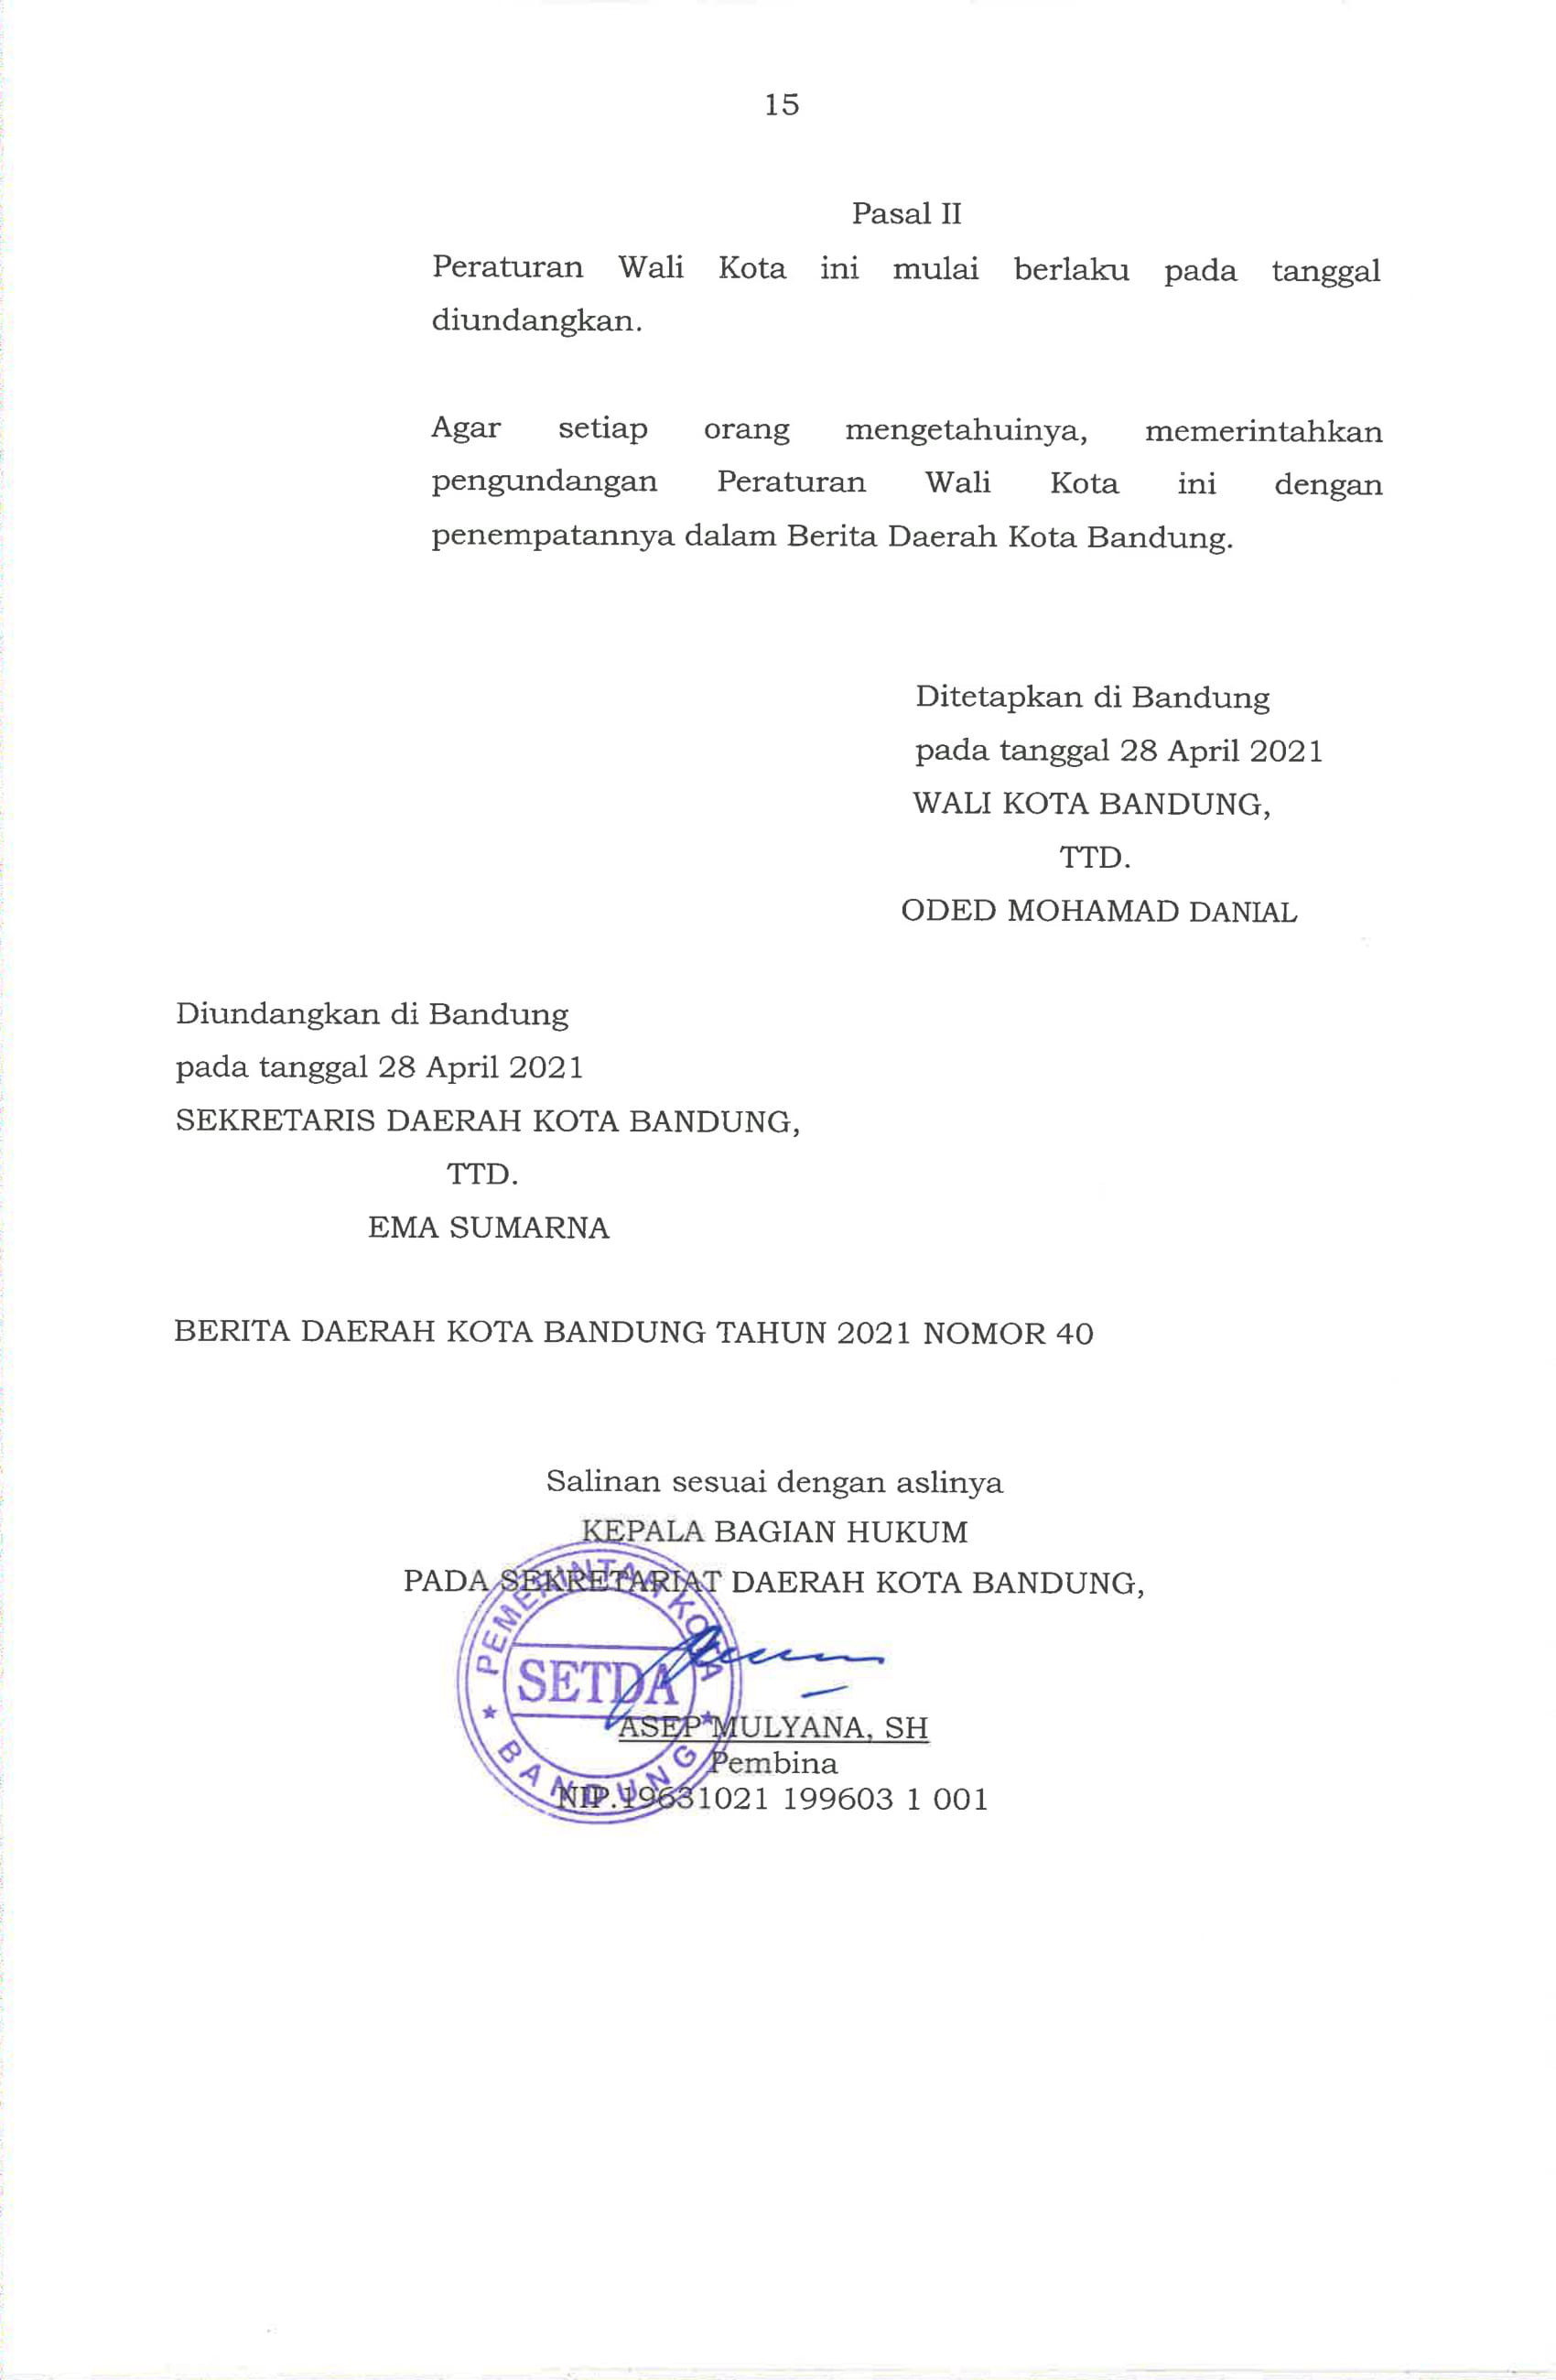 15
Pasal II
Peraturan Wali Kota ini mulai berlaku pada tanggal
diundangkan.
Agar setiap orang mengetahuinya, memerintahkan
pengundangan Peraturan Wali Kota ini dengan
penempatannya dalam Berita Daerah Kota Bandung.
Ditetapkan di Bandung
pada tanggal 28 April 2021
WALI KOTA BANDUNG,
TTD.
ODED MOHAMAD DANIAL
Diundangkan di Bandung
pada tanggal 28 April 2021
SEKRETARIS DAERAH KOTA BANDUNG,
TTD.
EMA SUMARNA
BERITA DAERAH KOTA BANDUNG TAHUN 2021 NOMOR 40
Salinan sesuai dengan aslinya
KEPALA BAGIAN HUKUM
PADA SEKRETARIAT DAERAH KOTA BANDUNG,
PEMERINTAH KOTA
SETDA
BANDUNG
ASEP MULYANA, SH
Pembina
NIP.19631021 199603 1 001